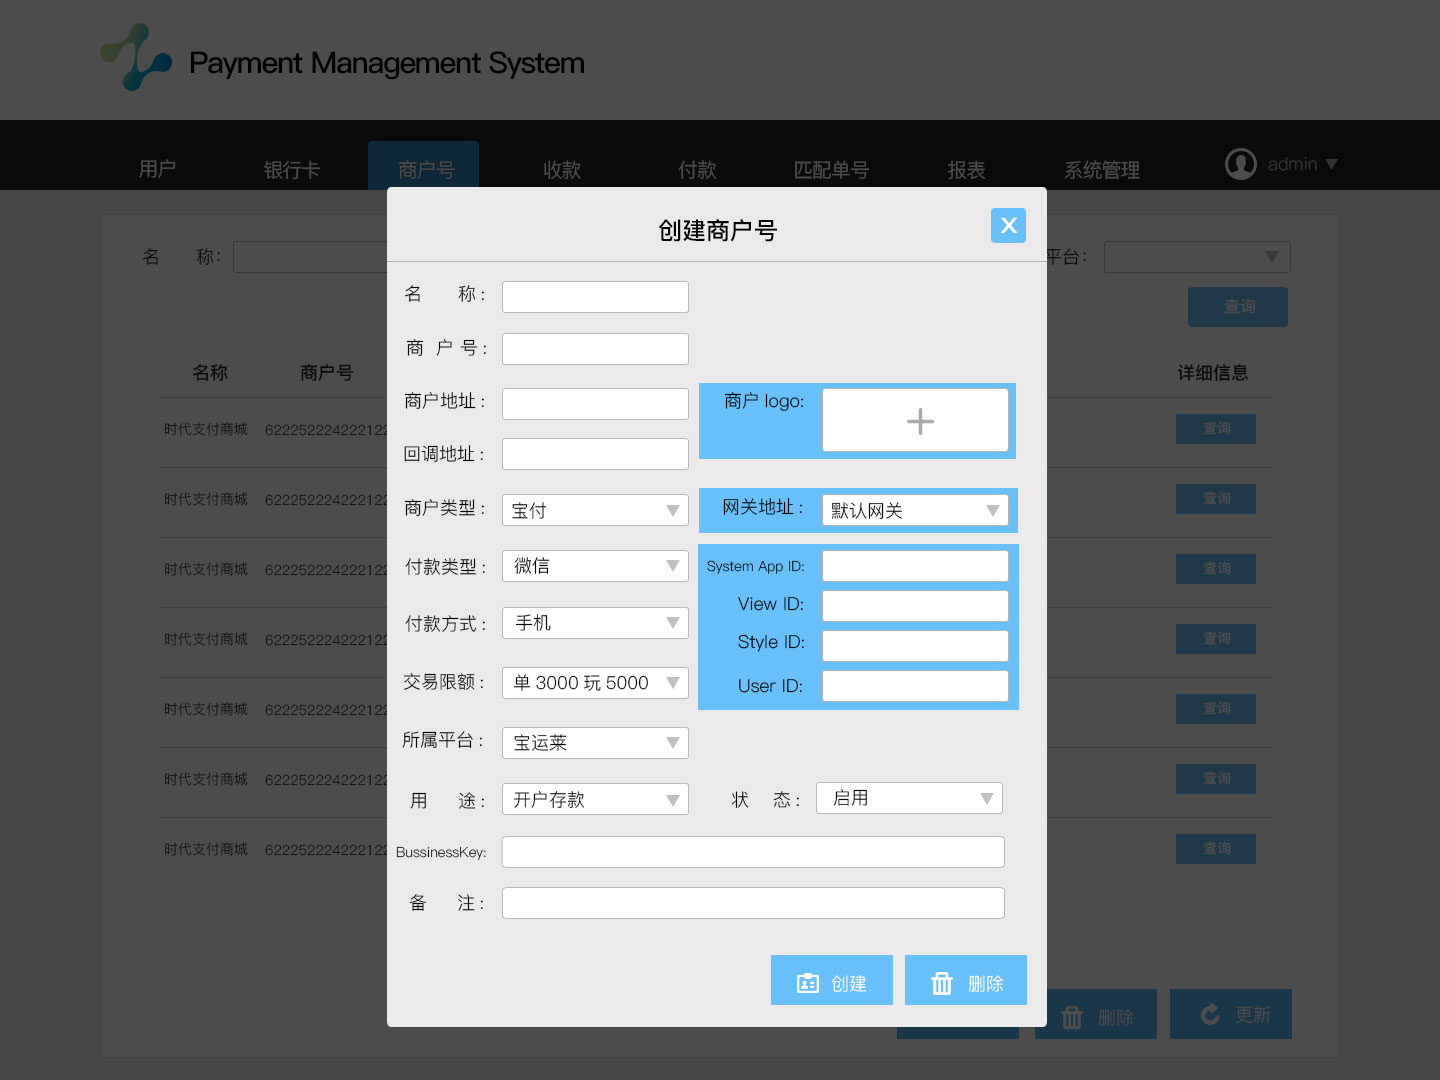 Payment Management System
用户 银行卡 商户号 收款 付款 匹配单号 报表 系统管理 admin
创建商户号 X
名 称: 平台:
名 称:
查询
商 户 号:
名称 商户号 详细信息
商户地址: 商户 logo:
时代支付商城 622252224222122 查询
回调地址:
时代支付商城 622252224222122 查询
商户类型: 宝付 网关地址: 默认网关
付款类型: 微信 System App ID:
时代支付商城 622252224222122 查询
View ID:
付款方式: 手机
时代支付商城 622252224222122 查询
Style ID:
交易限额: 单 3000 玩 5000 User ID:
时代支付商城 622252224222122 查询
所属平台: 宝运莱
时代支付商城 622252224222122 查询
用 途: 开户存款 状 态: 启用
时代支付商城 622252224222122 查询
BussinessKey:
备 注:
创建 删除
删除 更新